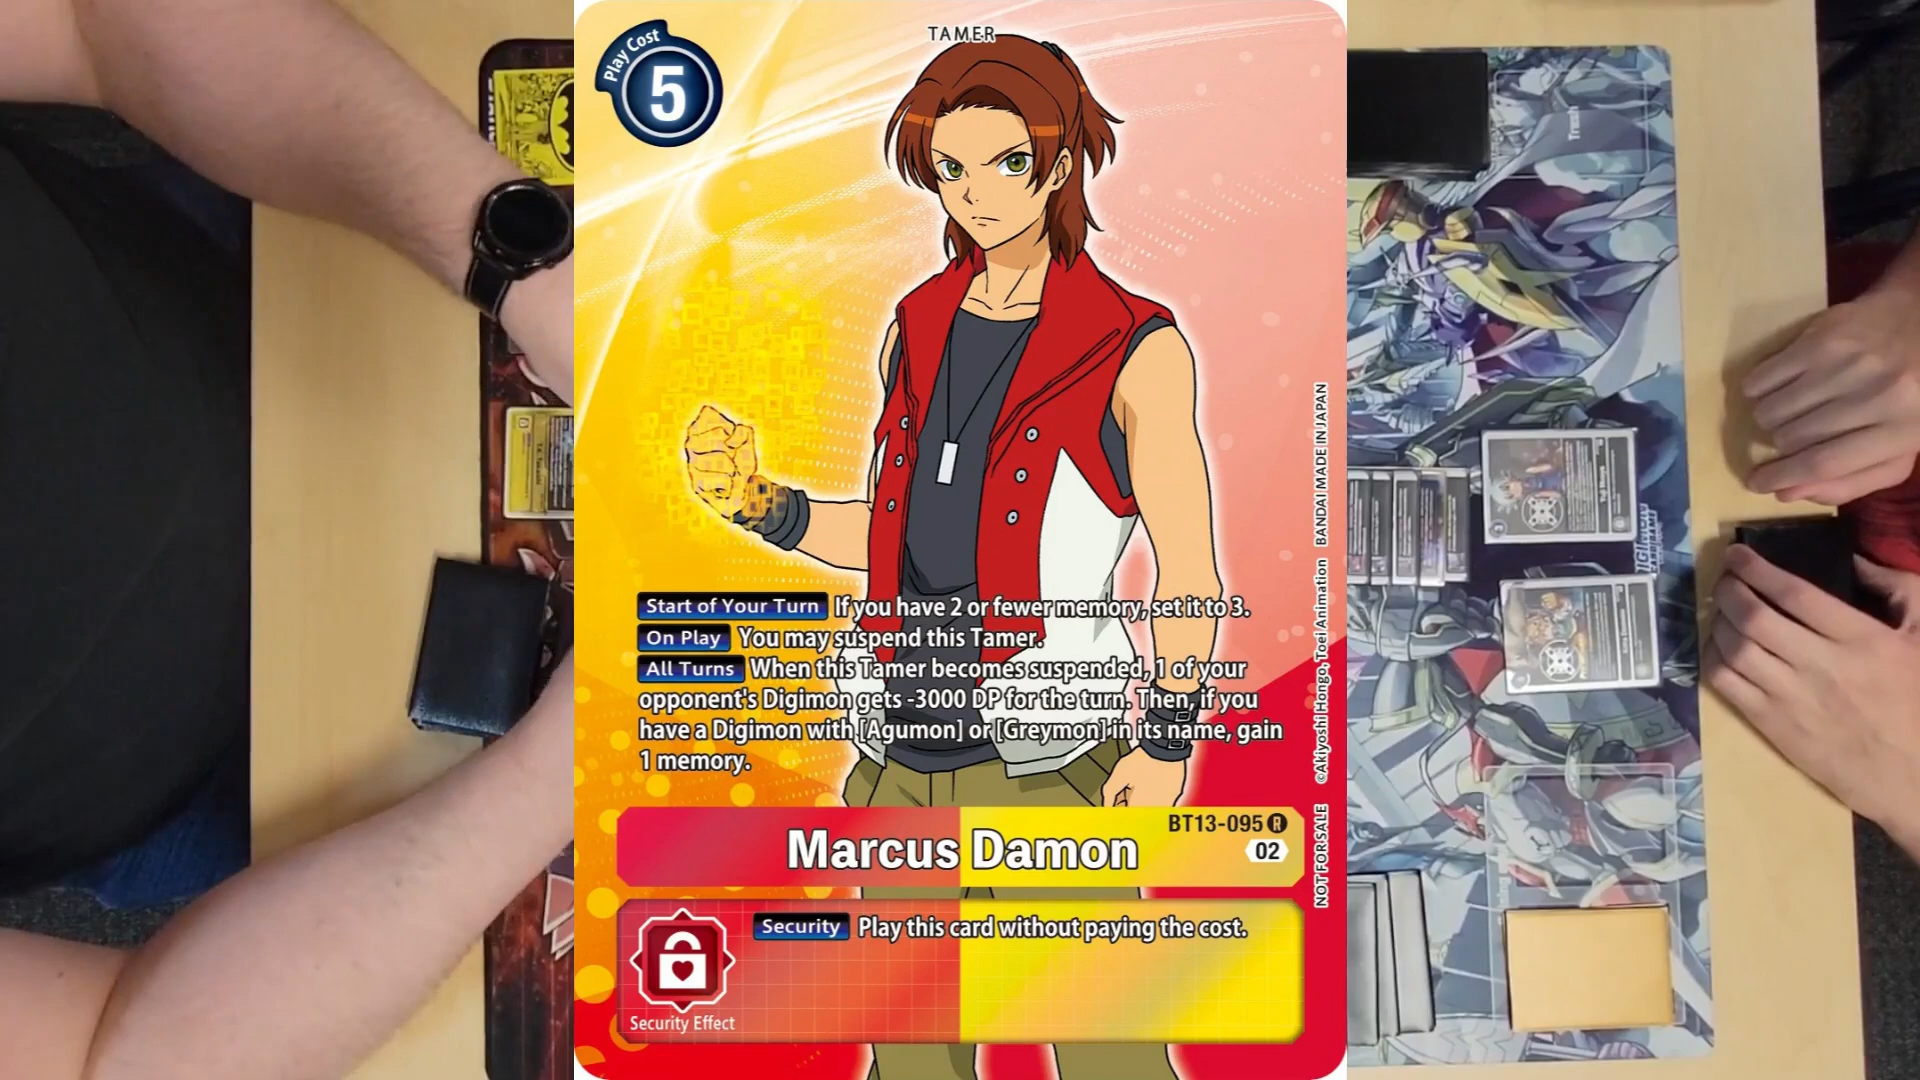 TAMER
Play Cost
5
Start of Your Turn If you have 2 or fewer memory, set it to 3.
On Play You may suspend this Tamer.
All Turns When this Tamer becomes suspended, 1 of your
opponent's Digimon gets -3000 DP for the turn. Then, if you
have a Digimon with [Agumon] or [Greymon] in its name, gain
1 memory.
BT13-095 R
Marcus Damon
02
Security Play this card without paying the cost.
Security Effect
NOT FOR SALE ©Akiyoshi Hongo, Toei Animation BANDAI MADE IN JAPAN
Trash